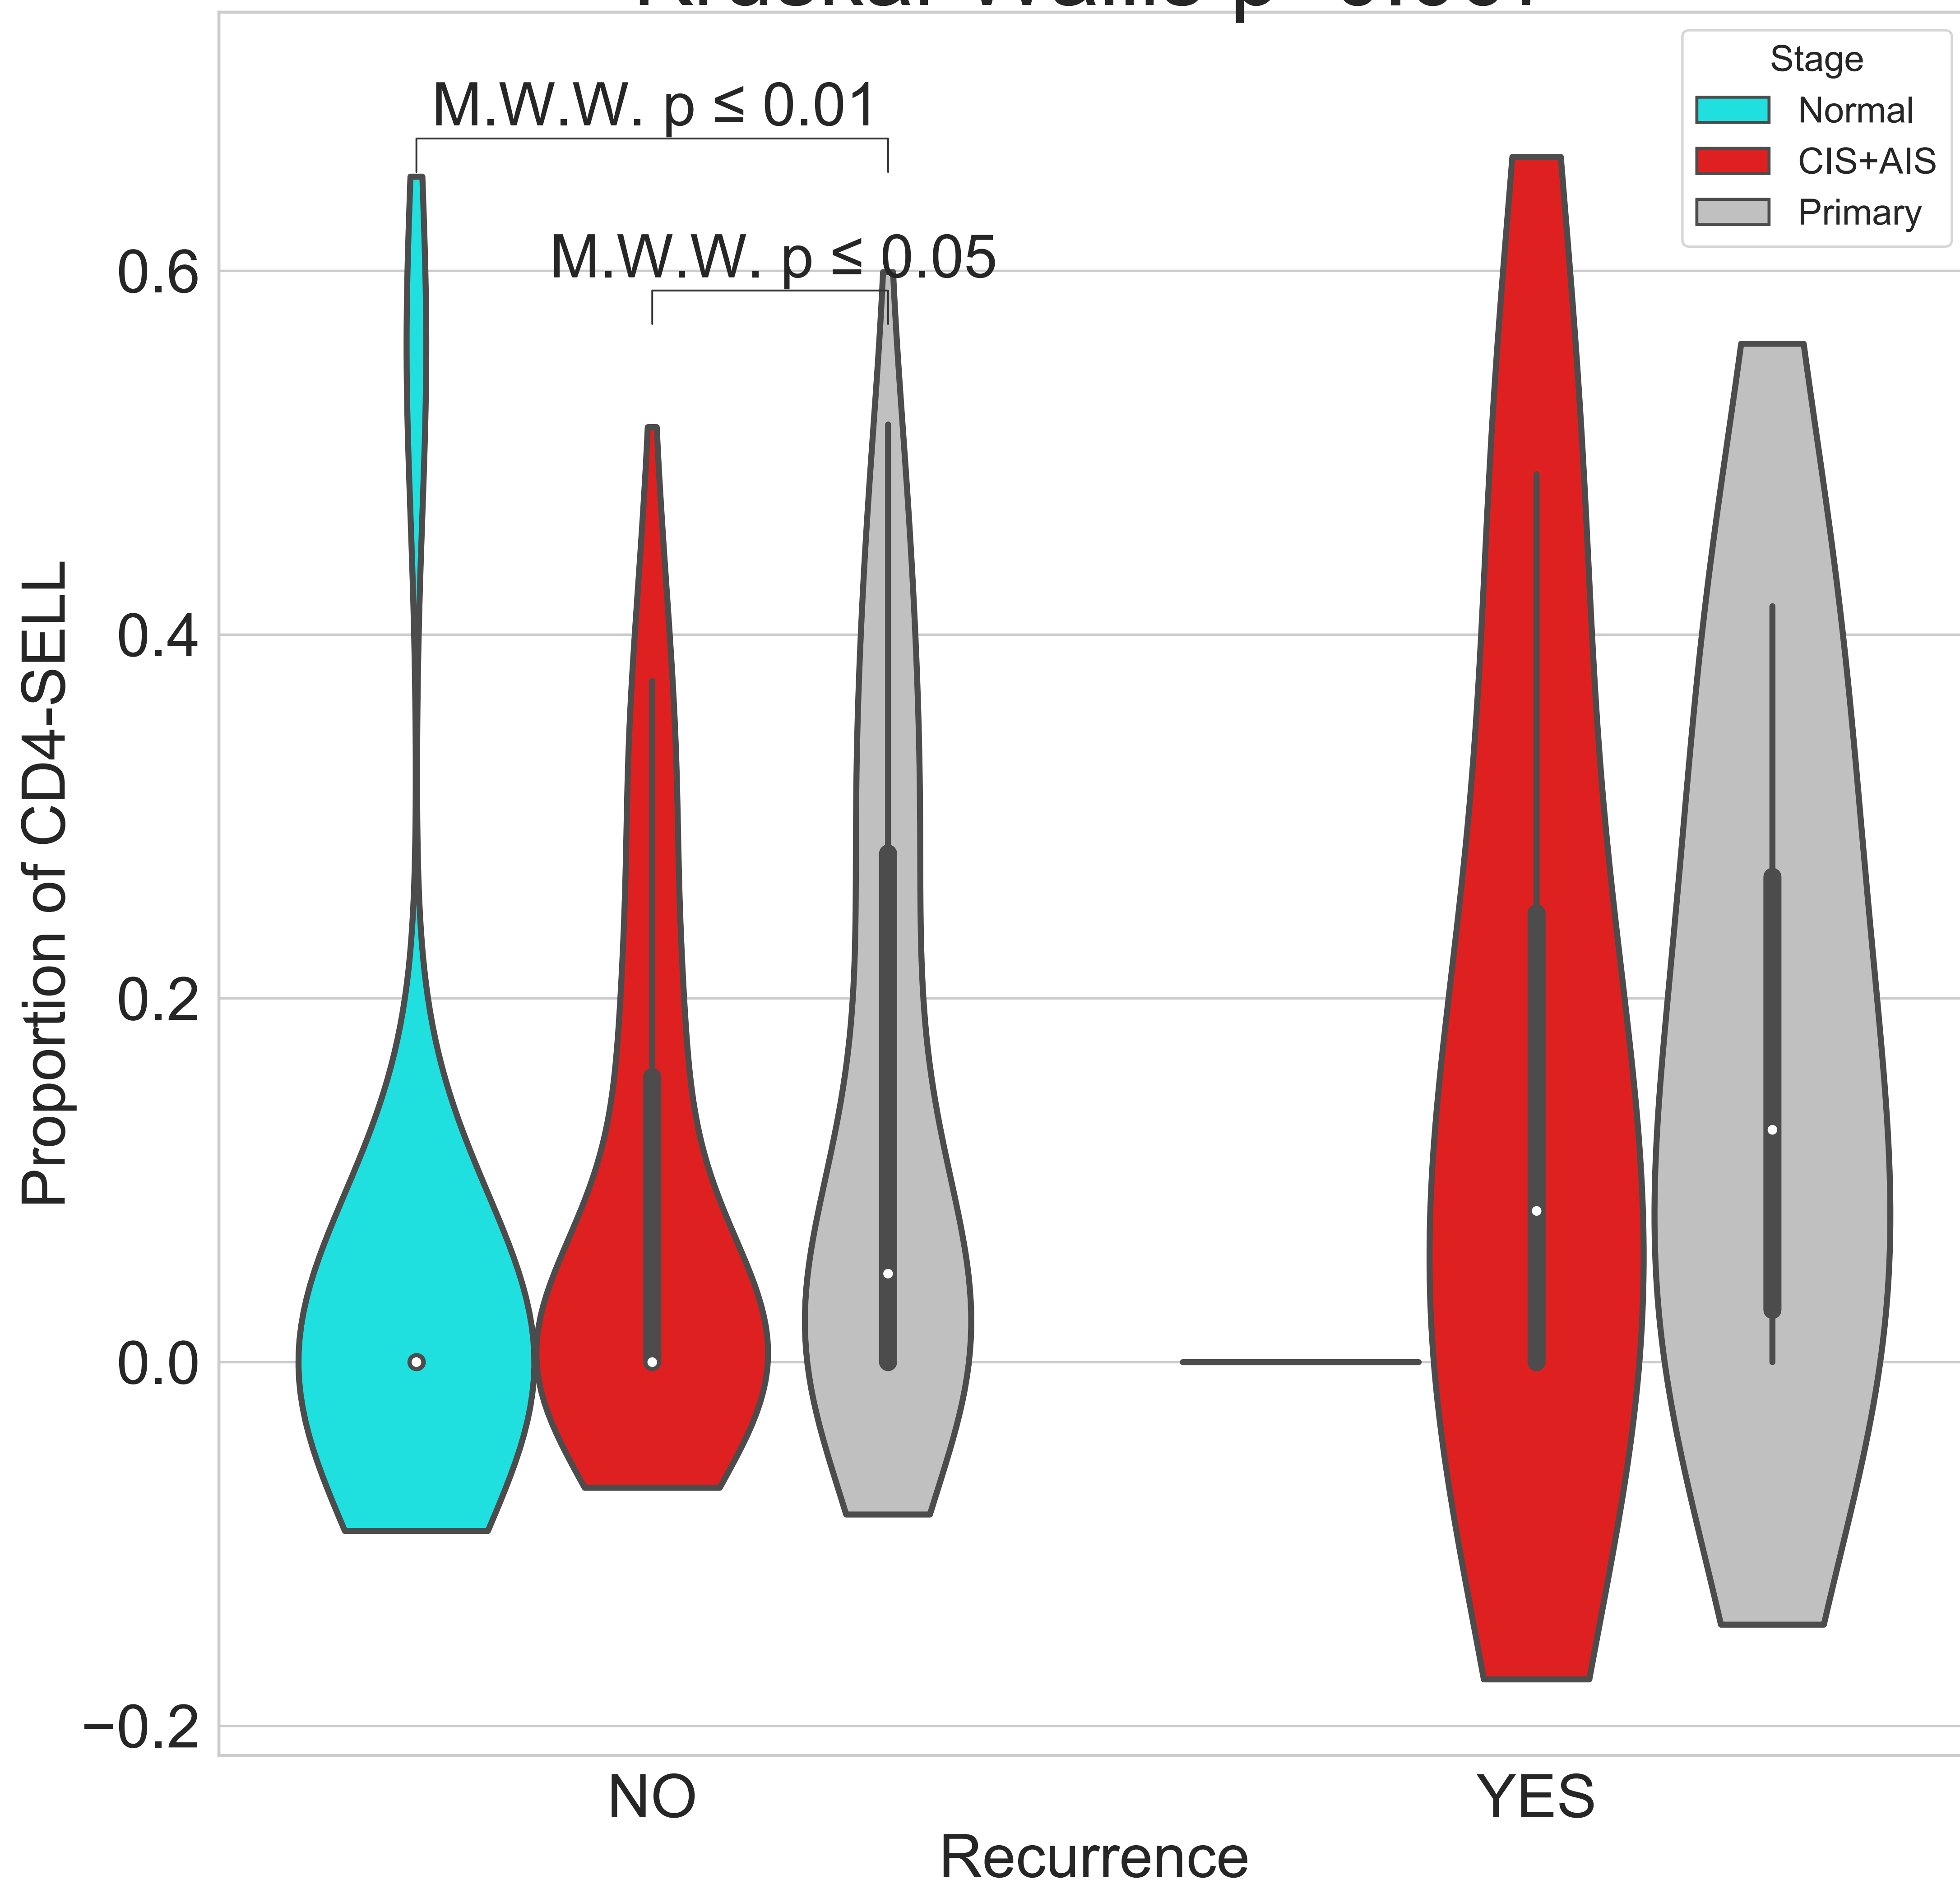 M.W.W. p ≤ 0.01
M.W.W. p ≤ 0.05
Stage
Normal
CIS+AIS
Primary
Proportion of CD4-SELL
0.6
0.4
0.2
0.0
−0.2
NO
YES
Recurrence